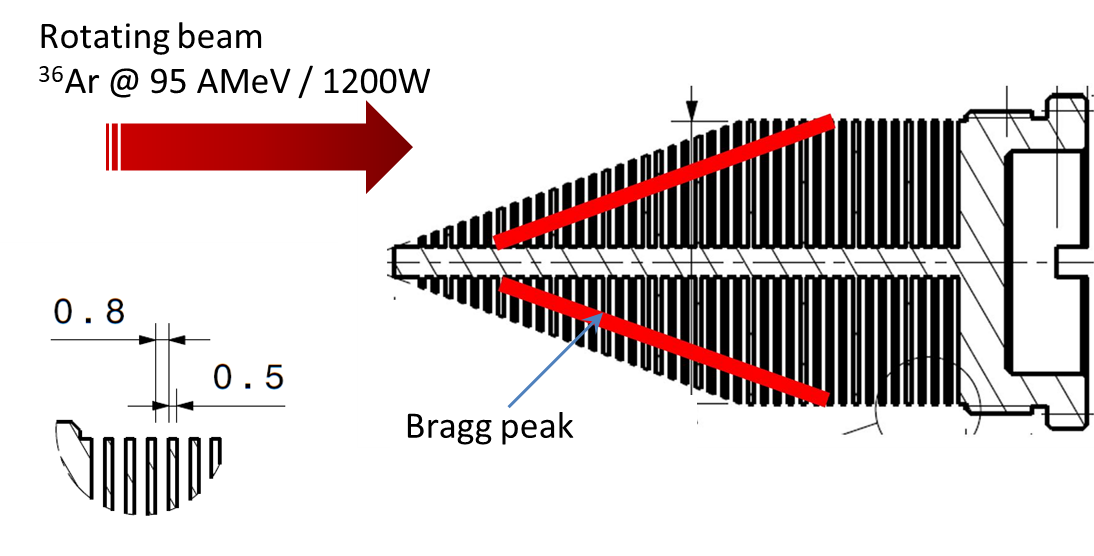 Rotating beam
³⁶Ar @ 95 AMeV / 1200W
0.8
0.5
Bragg peak